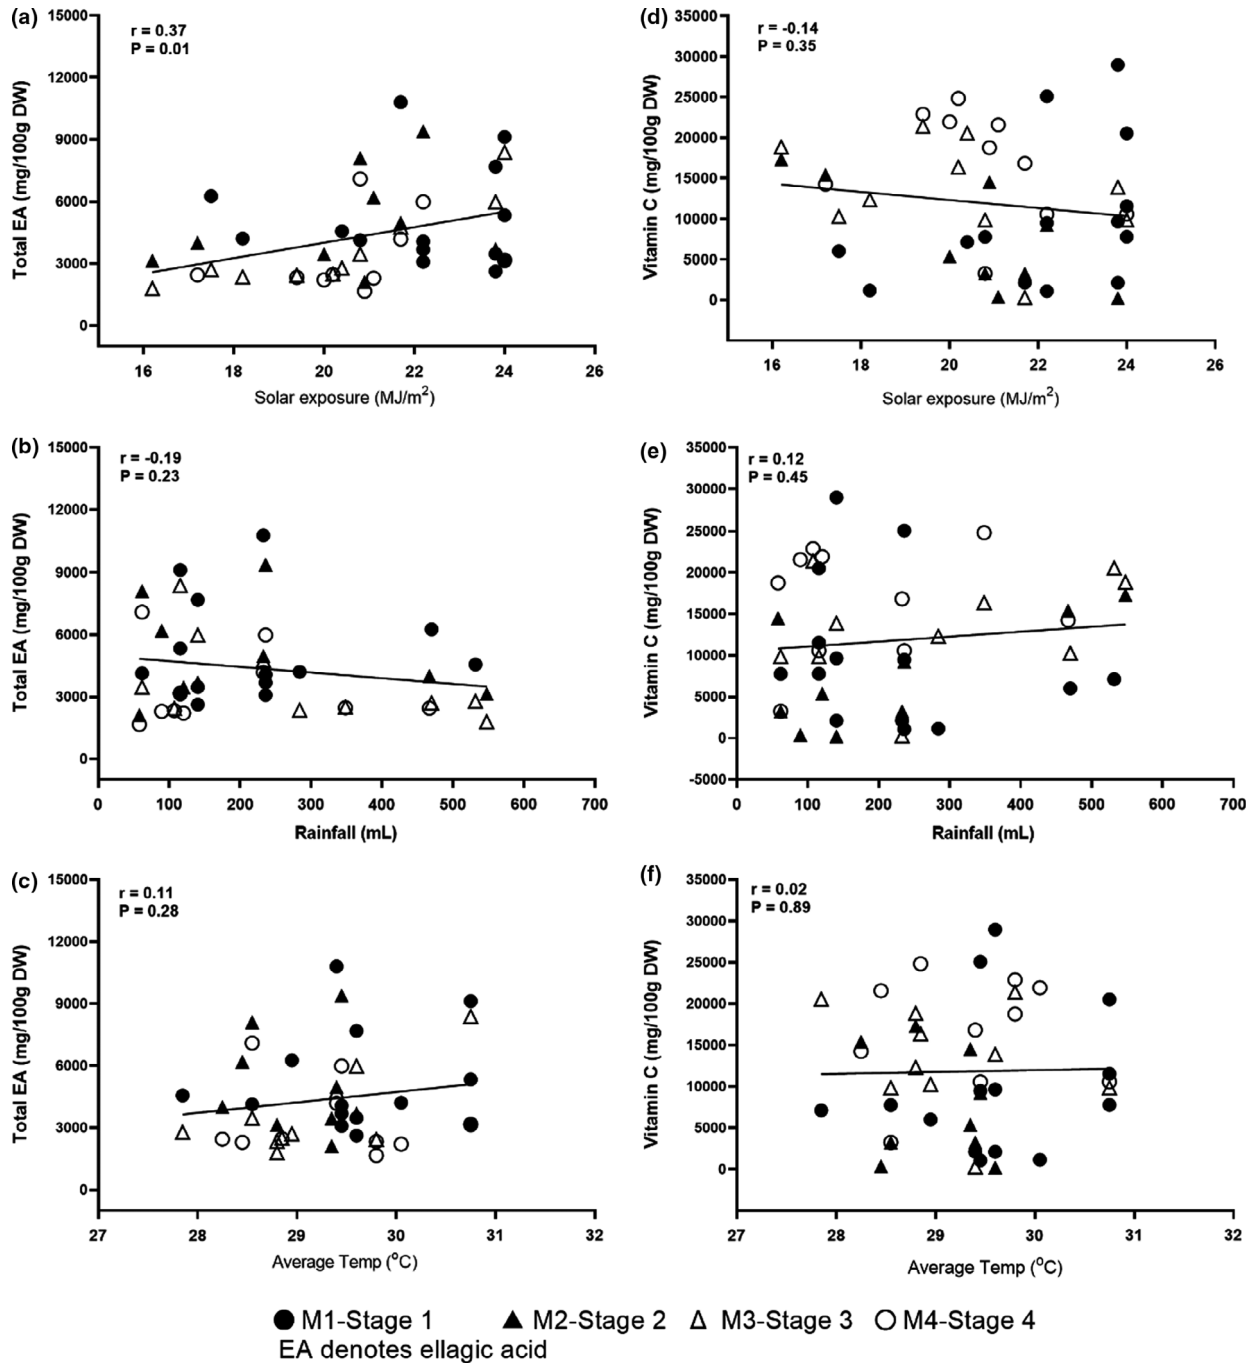 (a)
r = 0.37
P = 0.01
Total EA (mg/100g DW)
15000
12000
9000
6000
3000
0
16 18 20 22 24 26
Solar exposure (MJ/m²)
(d)
r = -0.14
P = 0.35
Vitamin C (mg/100g DW)
35000
30000
25000
20000
15000
10000
5000
0
16 18 20 22 24 26
Solar exposure (MJ/m²)
(b)
r = -0.19
P = 0.23
Total EA (mg/100g DW)
15000
12000
9000
6000
3000
0
0 100 200 300 400 500 600 700
Rainfall (mL)
(e)
r = 0.12
P = 0.45
Vitamin C (mg/100g DW)
35000
30000
25000
20000
15000
10000
5000
0
-5000
0 100 200 300 400 500 600 700
Rainfall (mL)
(c)
r = 0.11
P = 0.28
Total EA (mg/100g DW)
15000
12000
9000
6000
3000
0
27 28 29 30 31 32
Average Temp (°C)
(f)
r = 0.02
P = 0.89
Vitamin C (mg/100g DW)
35000
30000
25000
20000
15000
10000
5000
0
27 28 29 30 31 32
Average Temp (°C)
M1-Stage 1 M2-Stage 2 M3-Stage 3 M4-Stage 4
EA denotes ellagic acid